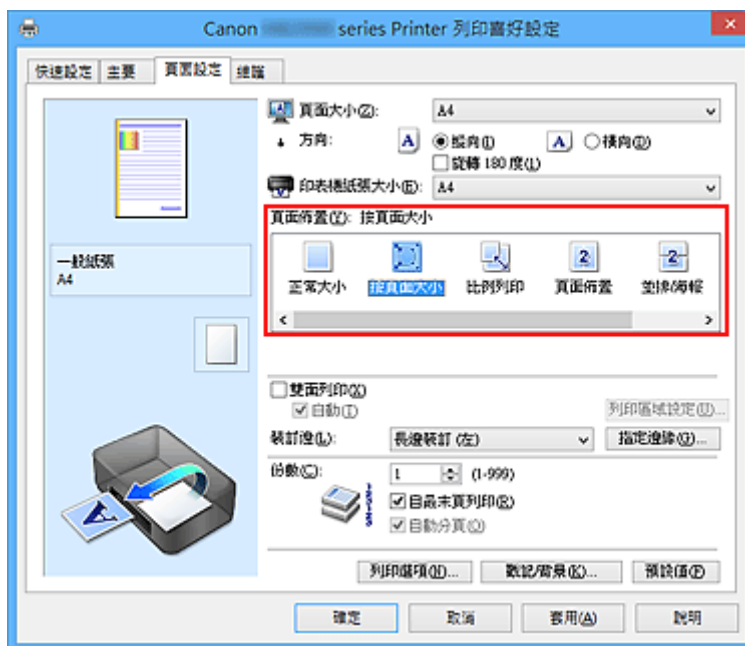 Canon series Printer 列印喜好設定
快速設定 主要 頁面設定 維護
頁面大小(Z): A4
方向: A 縱向(I) A 橫向(D)
旋轉 180 度(L)
印表機紙張大小(E): A4
頁面佈置(Y): 按頁面大小
正常大小 按頁面大小 比例列印 頁面佈置 並排/海報
一般紙張
A4
雙面列印(X)
自動(T)
列印區域設定(U)...
裝訂邊(L): 長邊裝訂 (左) 指定邊緣(G)...
份數(C): 1 (1-999)
自最末頁列印(R)
自動分頁(O)
列印選項(N)... 戳記/背景(K)... 預設值(F)
確定 取消 套用(A) 說明